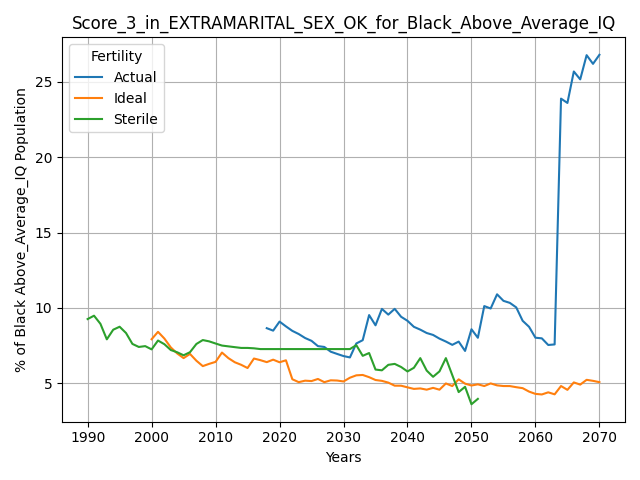 Score_3_in_EXTRAMARITAL_SEX_OK_for_Black_Above_Average_IQ
Fertility
Actual
Ideal
Sterile
% of Black Above_Average_IQ Population
25
20
15
10
5
1990 2000 2010 2020 2030 2040 2050 2060 2070
Years